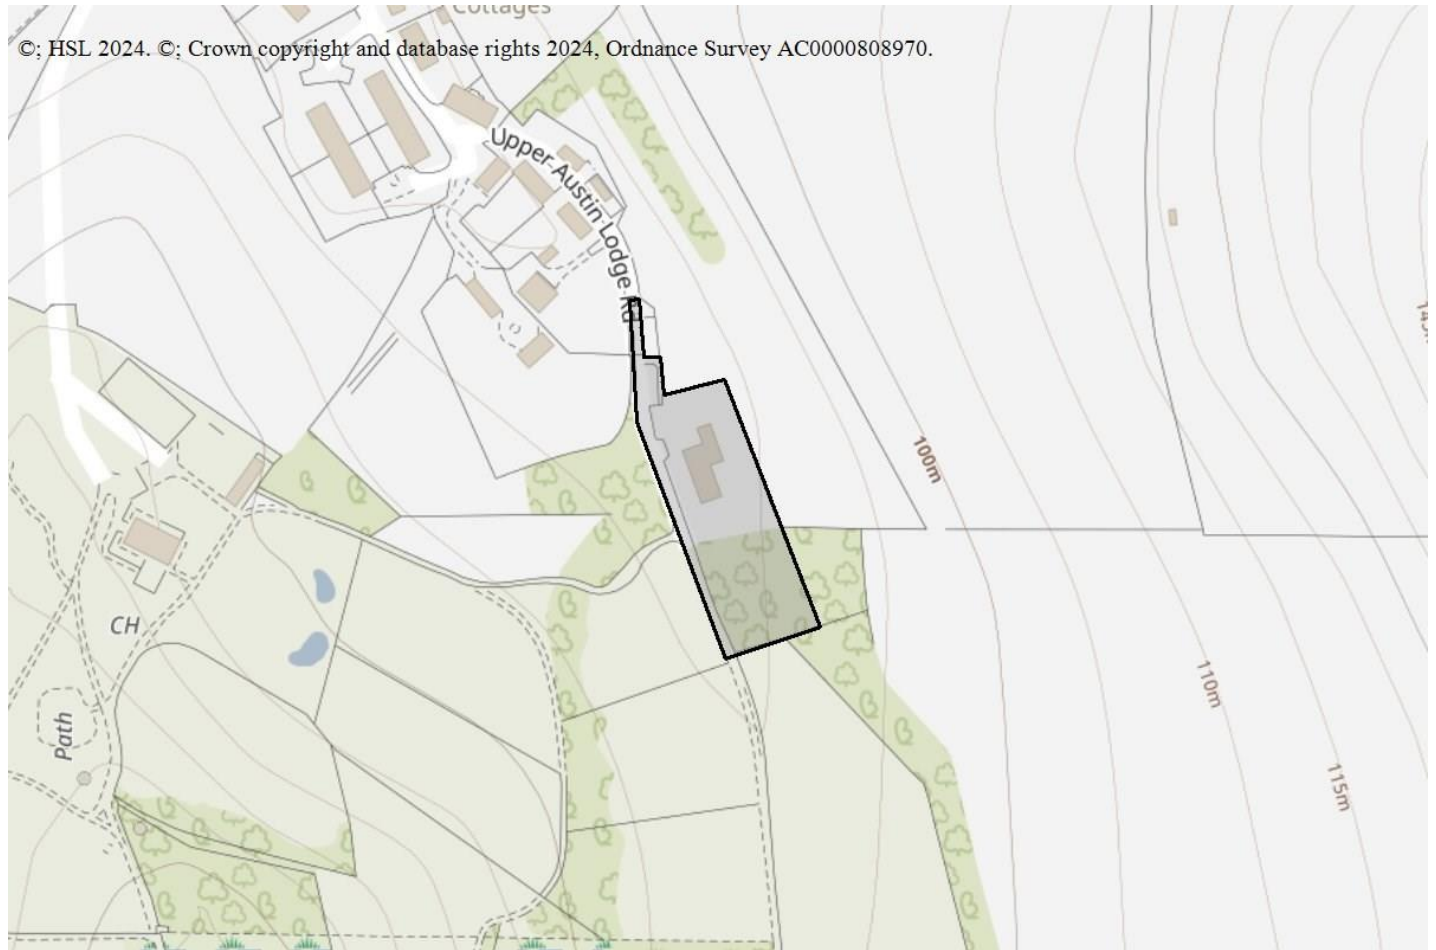 Cottages
©; HSL 2024. ©; Crown copyright and database rights 2024, Ordnance Survey AC0000808970.
Upper Austin Lodge Rd
100m
CH
110m
Path
115m